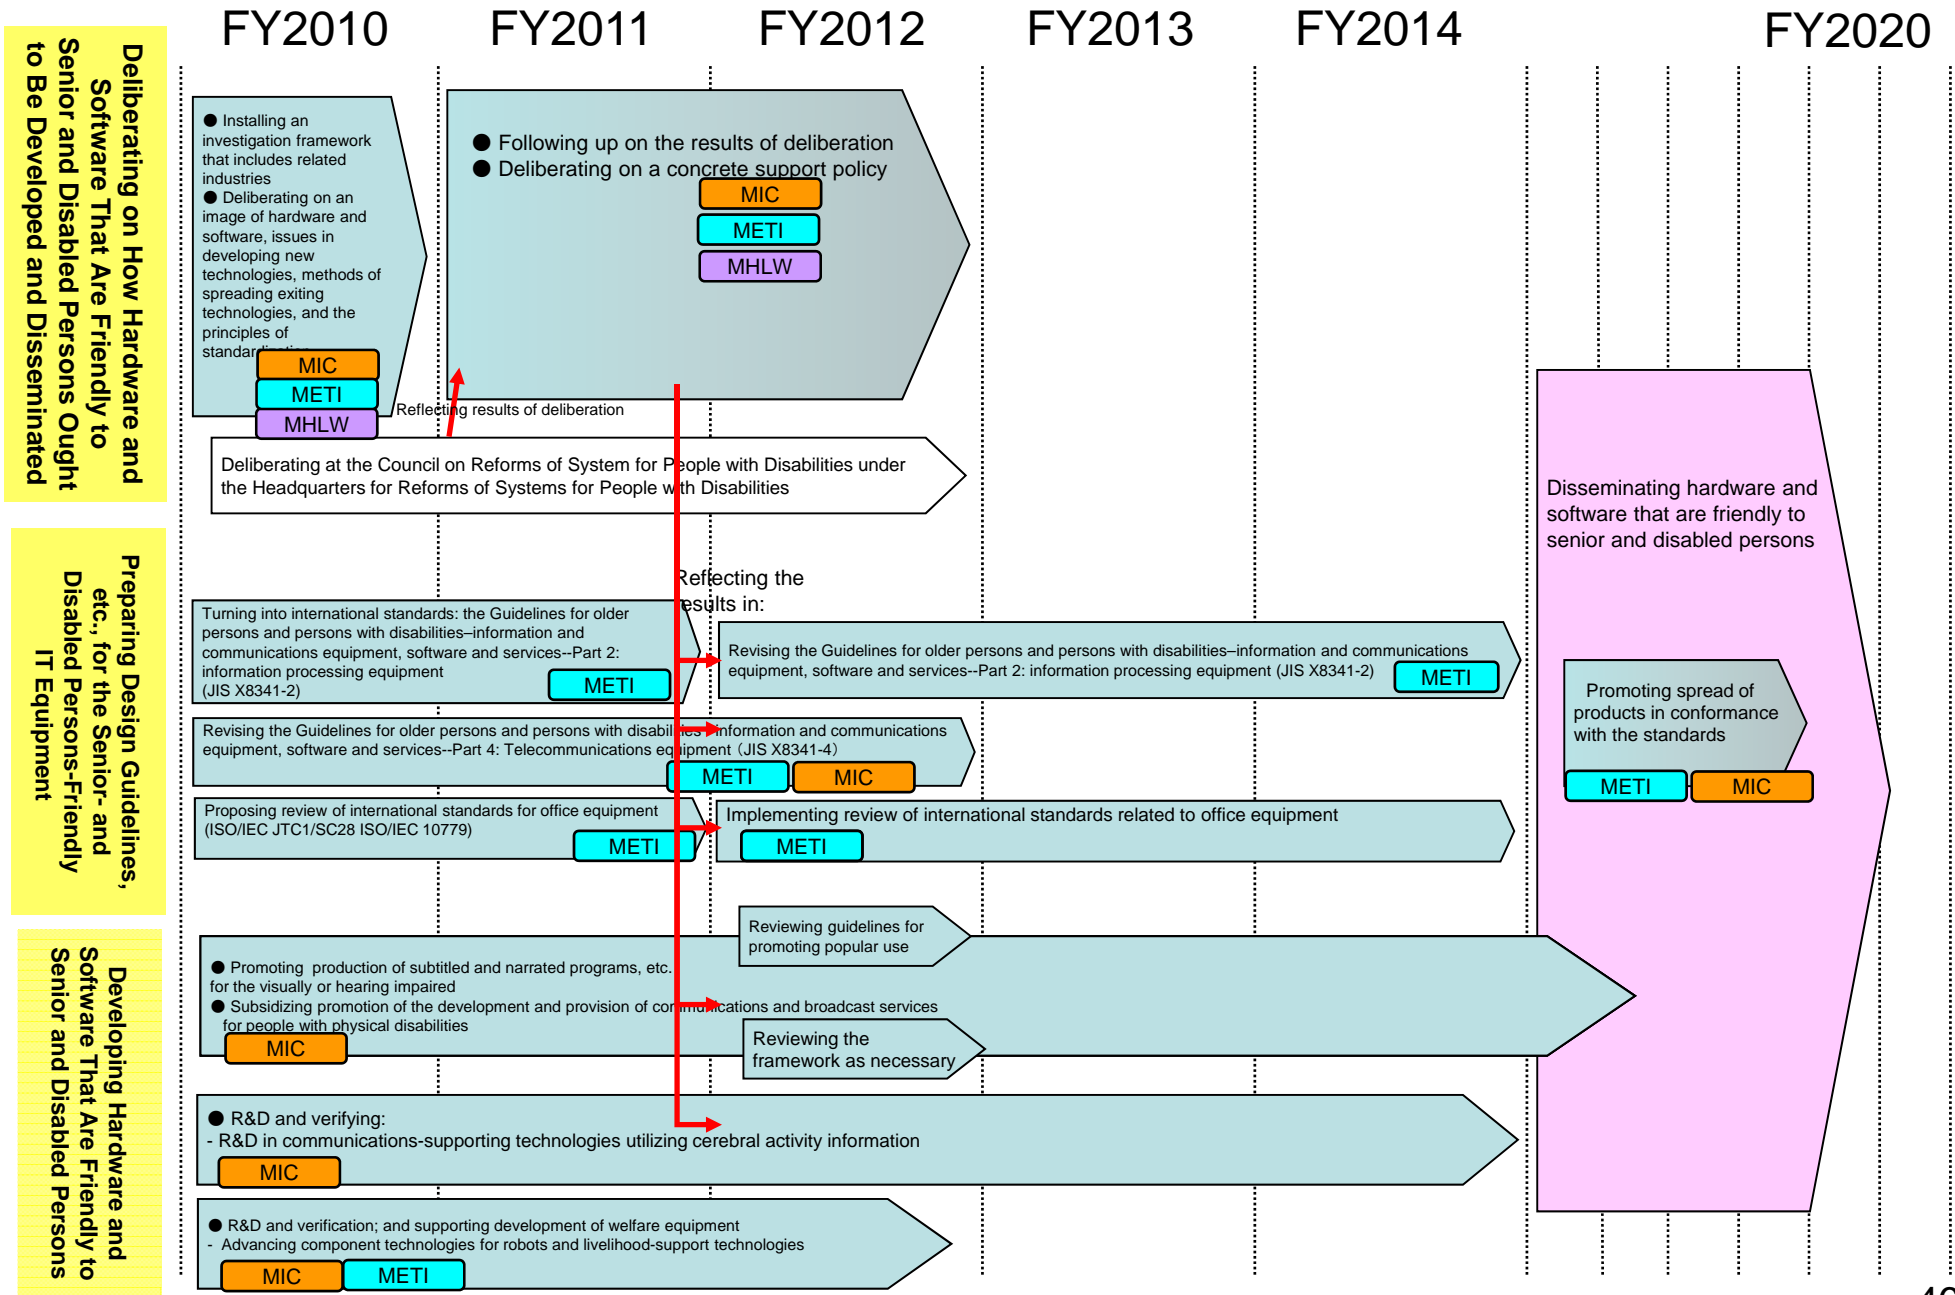 FY2010 FY2011 FY2012 FY2013 FY2014 FY2020
Deliberating on How Hardware and
Software That Are Friendly to
Senior and Disabled Persons Ought
to Be Developed and Disseminated
● Installing an
investigation framework
that includes related
industries
● Deliberating on an
image of hardware and
software, issues in
developing new
technologies, methods of
spreading exiting
technologies, and the
principles of
standardization
MIC
METI
MHLW
● Following up on the results of deliberation
● Deliberating on a concrete support policy
MIC
METI
MHLW
Reflecting results of deliberation
Deliberating at the Council on Reforms of System for People with Disabilities under
the Headquarters for Reforms of Systems for People with Disabilities
Disseminating hardware and
software that are friendly to
senior and disabled persons
Preparing Design Guidelines,
etc., for the Senior- and
Disabled Persons-Friendly
IT Equipment
Reflecting the
results in:
Turning into international standards: the Guidelines for older
persons and persons with disabilities–information and
communications equipment, software and services--Part 2:
information processing equipment
(JIS X8341-2)
METI
Revising the Guidelines for older persons and persons with disabilities–information and communications
equipment, software and services--Part 2: information processing equipment (JIS X8341-2)
METI
Revising the Guidelines for older persons and persons with disabilities–information and communications
equipment, software and services--Part 4: Telecommunications equipment (JIS X8341-4)
METI MIC
Proposing review of international standards for office equipment
(ISO/IEC JTC1/SC28 ISO/IEC 10779)
METI
Implementing review of international standards related to office equipment
METI
Promoting spread of
products in conformance
with the standards
METI MIC
Developing Hardware and
Software That Are Friendly to
Senior and Disabled Persons
Reviewing guidelines for
promoting popular use
● Promoting production of subtitled and narrated programs, etc.
for the visually or hearing impaired
● Subsidizing promotion of the development and provision of communications and broadcast services
for people with physical disabilities
MIC
Reviewing the
framework as necessary
● R&D and verifying:
- R&D in communications-supporting technologies utilizing cerebral activity information
MIC
● R&D and verification; and supporting development of welfare equipment
- Advancing component technologies for robots and livelihood-support technologies
MIC METI